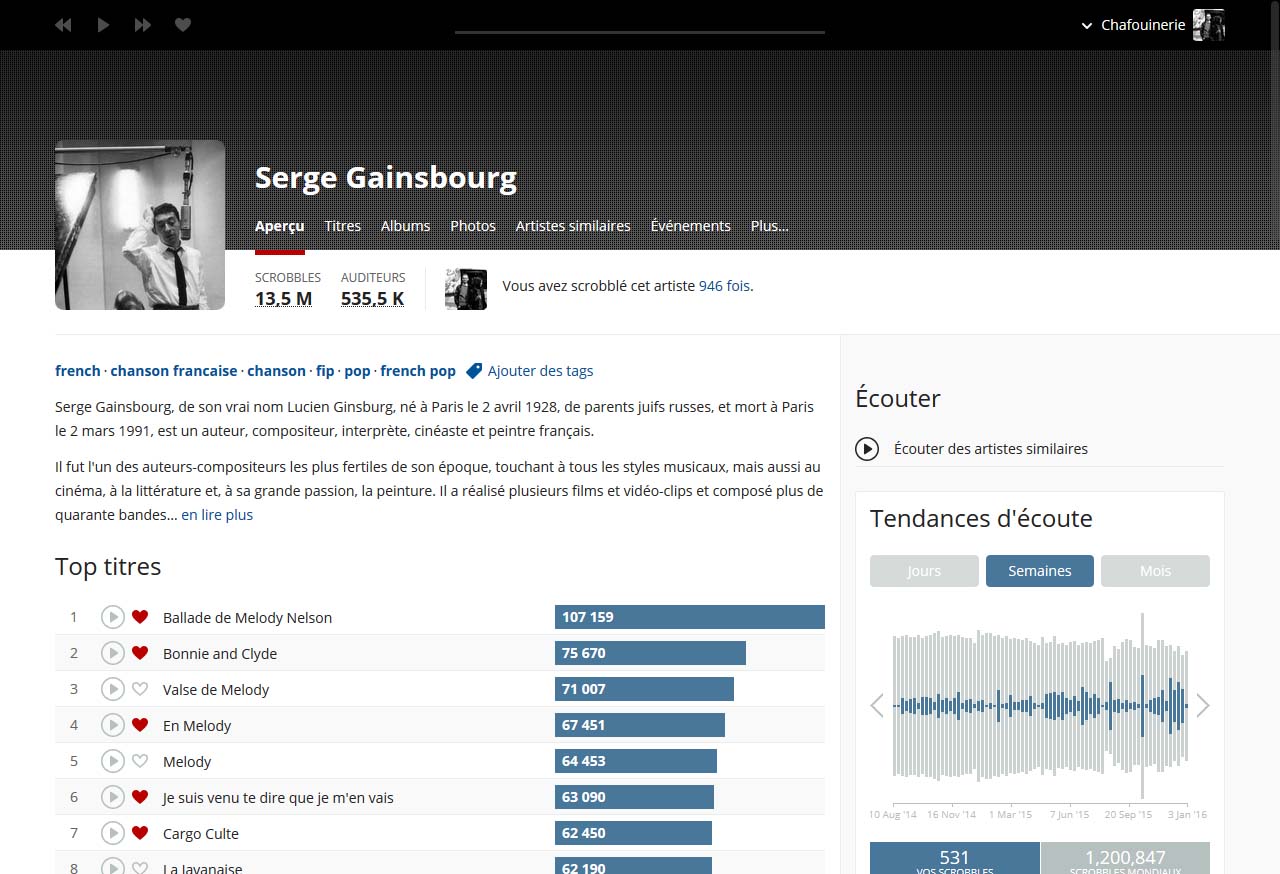 Chafouinerie
Serge Gainsbourg
Aperçu Titres Albums Photos Artistes similaires Événements Plus...
SCROBBLES AUDITEURS
13,5 M 535,5 K
Vous avez scrobblé cet artiste 946 fois.
french · chanson francaise · chanson · fip · pop · french pop Ajouter des tags
Serge Gainsbourg, de son vrai nom Lucien Ginsburg, né à Paris le 2 avril 1928, de parents juifs russes, et mort à Paris
le 2 mars 1991, est un auteur, compositeur, interprète, cinéaste et peintre français.
Il fut l'un des auteurs-compositeurs les plus fertiles de son époque, touchant à tous les styles musicaux, mais aussi au
cinéma, à la littérature et, à sa grande passion, la peinture. Il a réalisé plusieurs films et vidéo-clips et composé plus de
quarante bandes… en lire plus
Top titres
1 Ballade de Melody Nelson 107 159
2 Bonnie and Clyde 75 670
3 Valse de Melody 71 007
4 En Melody 67 451
5 Melody 64 453
6 Je suis venu te dire que je m'en vais 63 090
7 Cargo Culte 62 450
8 La Javanaise 62 190
Écouter
Écouter des artistes similaires
Tendances d'écoute
Jours Semaines Mois
10 Aug '14 16 Nov '14 1 Mar '15 7 Jun '15 20 Sep '15 3 Jan '16
531 1,200,847
VOS SCROBBLES SCROBBLES MONDIAUX